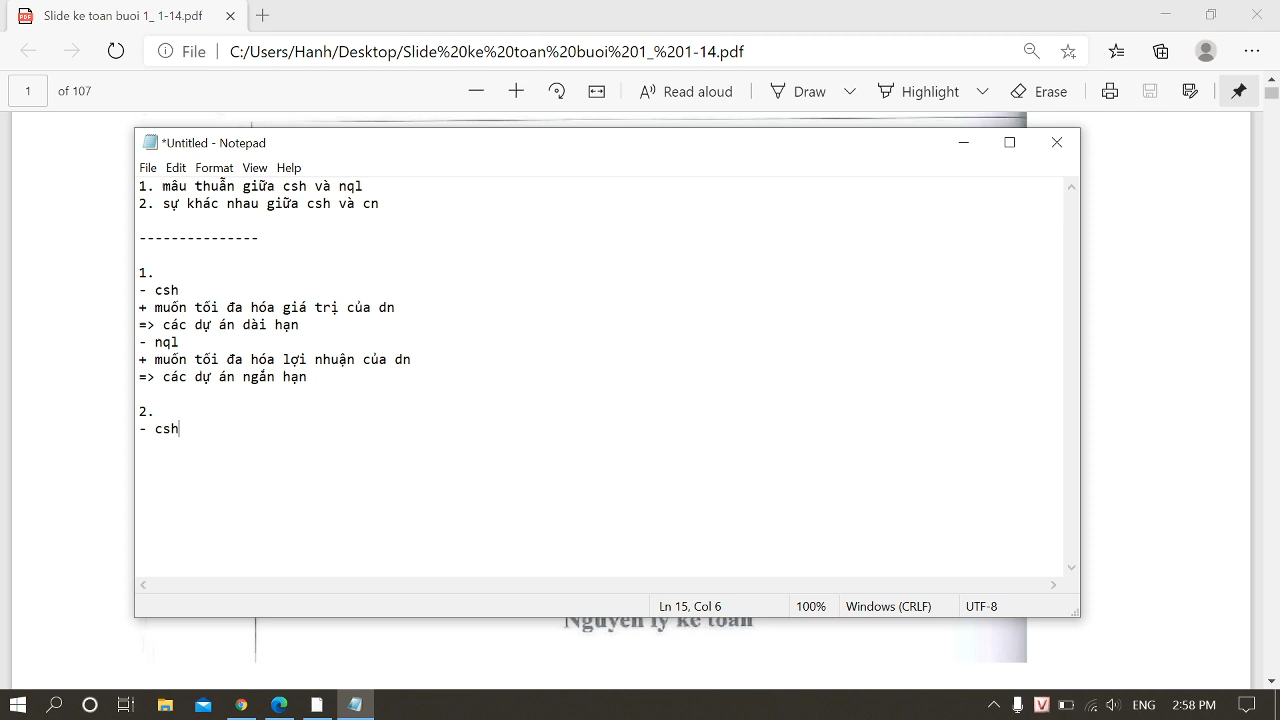 Slide ke toan buoi 1_ 1-14.pdf
File
C:/Users/Hanh/Desktop/Slide%20ke%20toan%20buoi%201_%201-14.pdf
1
of 107
Read aloud
Draw
Highlight
Erase
*Untitled - Notepad
File Edit Format View Help
1. mâu thuẫn giữa csh và nql
2. sự khác nhau giữa csh và cn
---------------
1.
- csh
+ muốn tối đa hóa giá trị của dn
=> các dự án dài hạn
- nql
+ muốn tối đa hóa lợi nhuận của dn
=> các dự án ngắn hạn
2.
- csh
Ln 15, Col 6
100%
Windows (CRLF)
UTF-8
Nguyên lý kế toán
ENG
2:58 PM